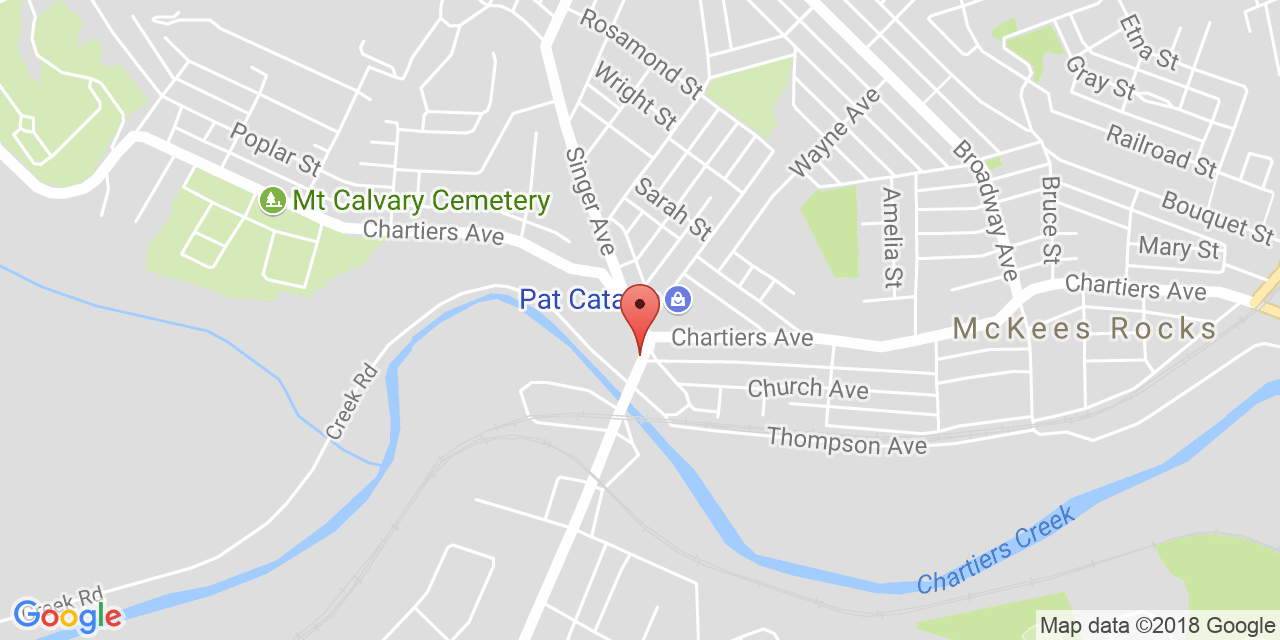 Rosamond St
Etna St
Wright St
Gray St
Wayne Ave
Poplar St
Railroad St
Broadway Ave
Singer Ave
Mt Calvary Cemetery
Sarah St
Amelia St
Bruce St
Bouquet St
Chartiers Ave
Mary St
Chartiers Ave
Pat Cata
McKees Rocks
Chartiers Ave
Church Ave
Creek Rd
Thompson Ave
Chartiers Creek
Creek Rd
Google
Map data ©2018 Google